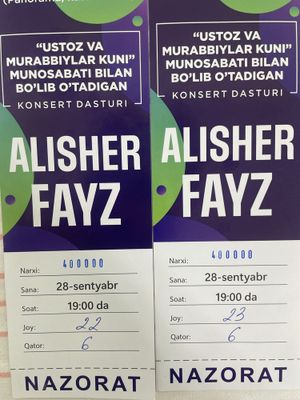 “USTOZ VA
MURABBIYLAR KUNI”
MUNOSABATI BILAN
BO‘LIB O‘TADIGAN
KONSERT DASTURI
ALISHER
FAYZ
Narxi: 400000
Sana: 28-sentyabr
Soat: 19:00 da
Joy: 22
Qator: 6
NAZORAT
“USTOZ VA
MURABBIYLAR KUNI”
MUNOSABATI BILAN
BO‘LIB O‘TADIGAN
KONSERT DASTURI
ALISHER
FAYZ
Narxi: 400000
Sana: 28-sentyabr
Soat: 19:00 da
Joy: 23
Qator: 6
NAZORAT